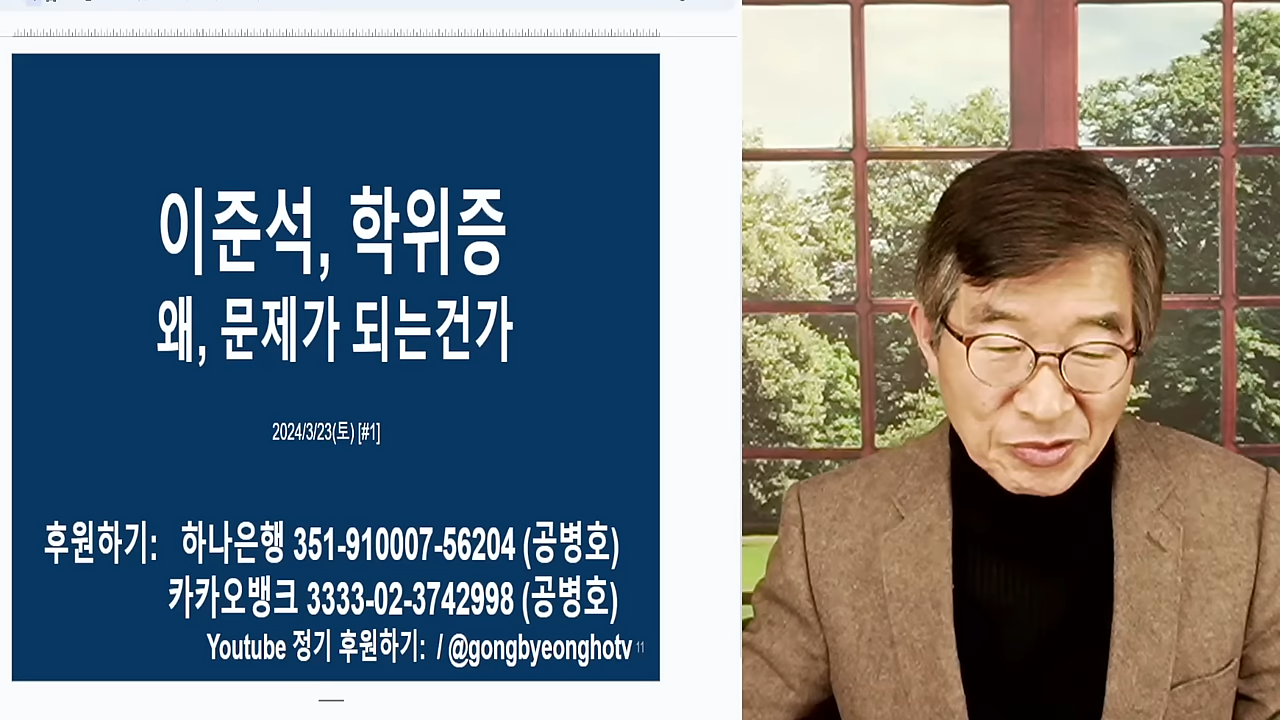 이준석, 학위증
왜, 문제가 되는건가
2024/3/23(토) [#1]
후원하기: 하나은행 351-910007-56204 (공병호)
카카오뱅크 3333-02-3742998 (공병호)
Youtube 정기 후원하기: / @gongbyeonghotv
11